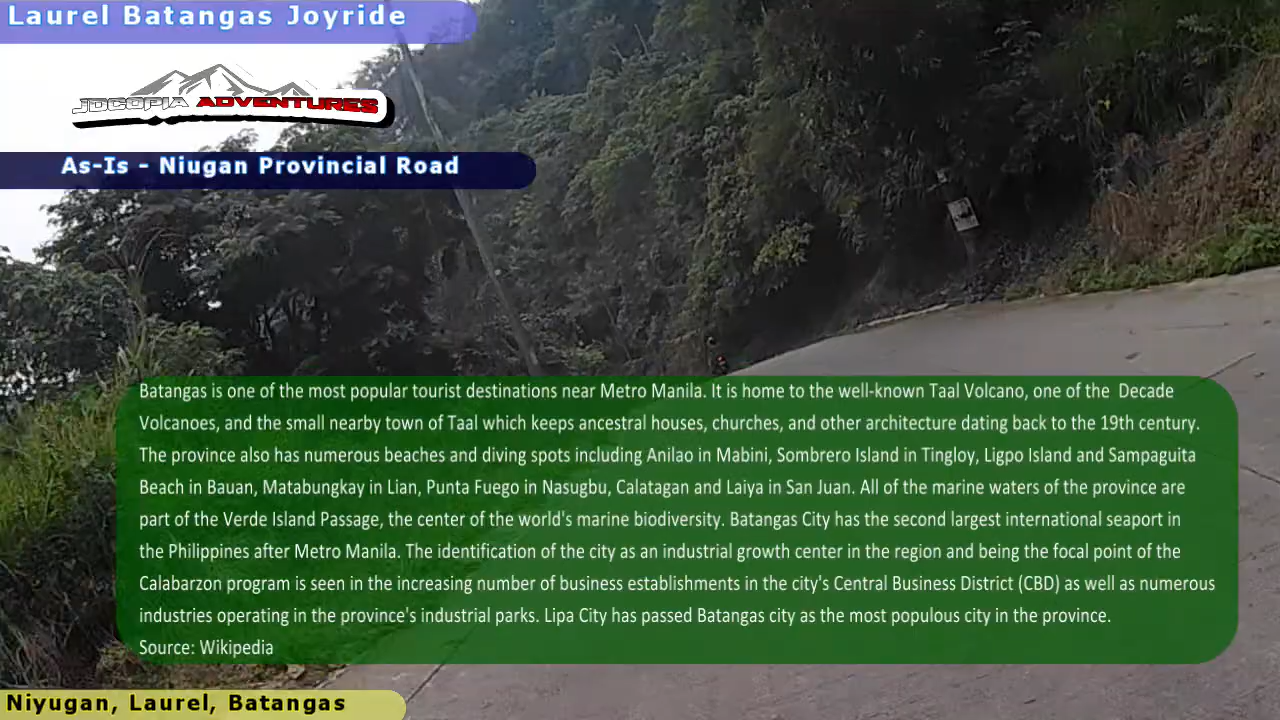 Laurel Batangas Joyride
JDCOPIA ADVENTURES
As-Is - Niugan Provincial Road
Batangas is one of the most popular tourist destinations near Metro Manila. It is home to the well-known Taal Volcano, one of the  Decade
Volcanoes, and the small nearby town of Taal which keeps ancestral houses, churches, and other architecture dating back to the 19th century.
The province also has numerous beaches and diving spots including Anilao in Mabini, Sombrero Island in Tingloy, Ligpo Island and Sampaguita
Beach in Bauan, Matabungkay in Lian, Punta Fuego in Nasugbu, Calatagan and Laiya in San Juan. All of the marine waters of the province are
part of the Verde Island Passage, the center of the world's marine biodiversity. Batangas City has the second largest international seaport in
the Philippines after Metro Manila. The identification of the city as an industrial growth center in the region and being the focal point of the
Calabarzon program is seen in the increasing number of business establishments in the city's Central Business District (CBD) as well as numerous
industries operating in the province's industrial parks. Lipa City has passed Batangas city as the most populous city in the province.
Source: Wikipedia
Niyugan, Laurel, Batangas